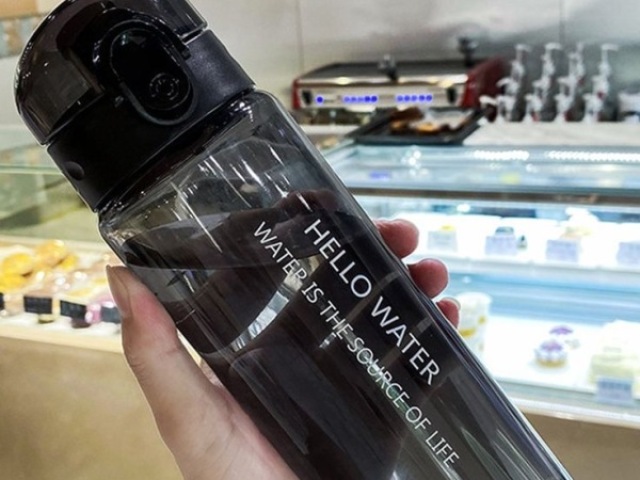 HELLO WATER
WATER IS THE SOURCE OF LIFE